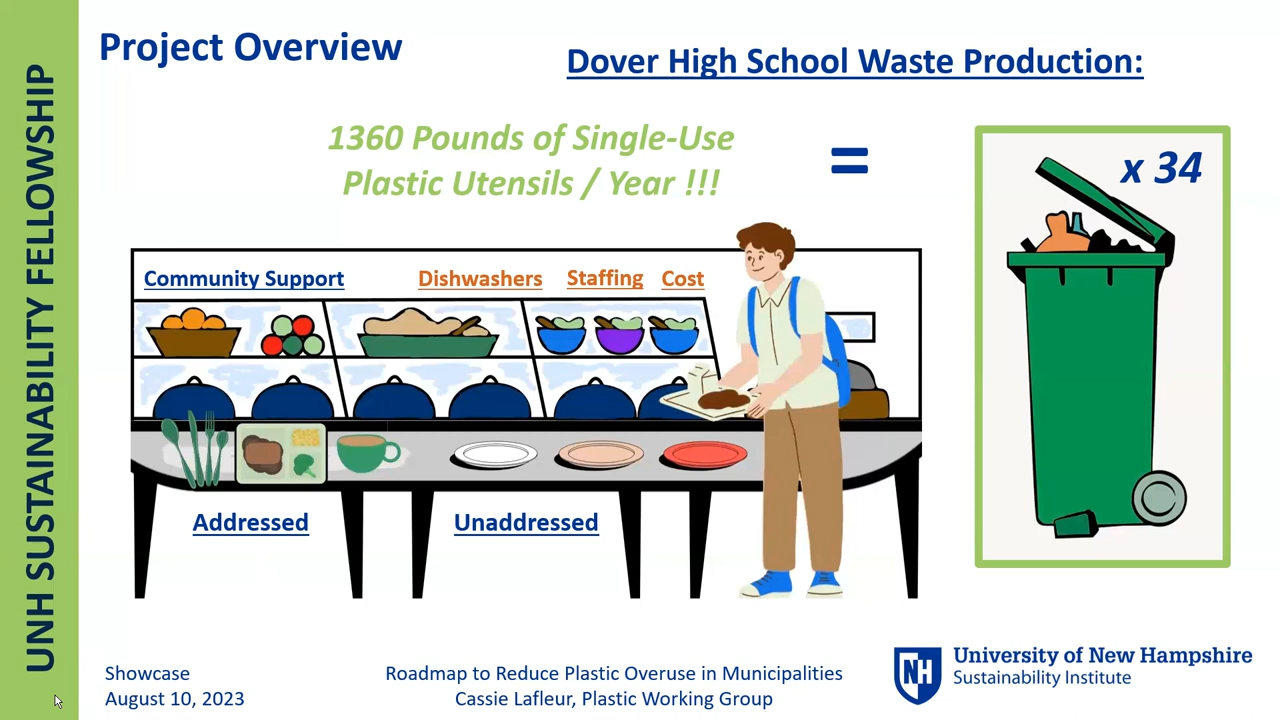 UNH SUSTAINABILITY FELLOWSHIP
Project Overview
Dover High School Waste Production:
1360 Pounds of Single-Use
Plastic Utensils / Year !!!
=
x 34
Community Support
Dishwashers
Staffing
Cost
Addressed
Unaddressed
Showcase
August 10, 2023
Roadmap to Reduce Plastic Overuse in Municipalities
Cassie Lafleur, Plastic Working Group
NH
University of New Hampshire
Sustainability Institute